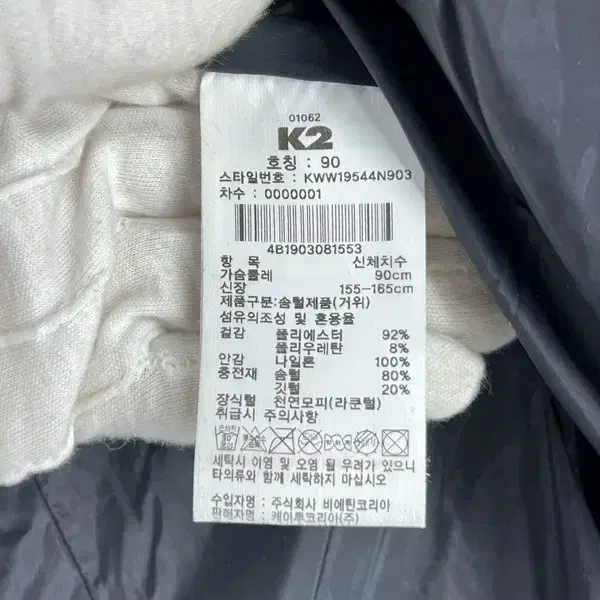 01062
K2
호칭 : 90
스타일번호 : KWW19544N903
차수 : 0000001
4B1903081553
항 목 신체치수
가슴둘레 90cm
신장 155-165cm
제품구분:솜털제품(거위)
섬유의조성 및 혼용율
겉감 폴리에스터 92%
폴리우레탄 8%
안감 나일론 100%
충전재 솜털 80%
깃털 20%
장식털 천연모피(라쿤털)
취급시 주의사항
세탁시 이염 및 오염 될 우려가 있으니
타의류와 함께 세탁하지 마십시오
수입자명 : 주식회사 비에틴코리아
판매자명 : 케이투코리아(주)